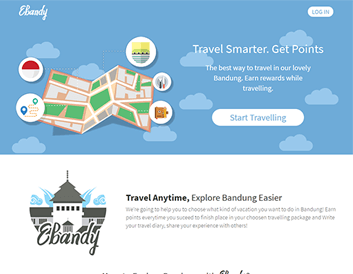 Ebandy
LOG IN
Travel Smarter. Get Points
The best way to travel in our lovely
Bandung. Earn rewards while
travelling.
Start Travelling
Travel Anytime, Explore Bandung Easier
We're going to help you to choose what kind of vacation you want to do in Bandung! Earn
points everytime you suceed to finish place in your choosen travelling package and Write
your travel diary, share your experience with others!
Ebandy